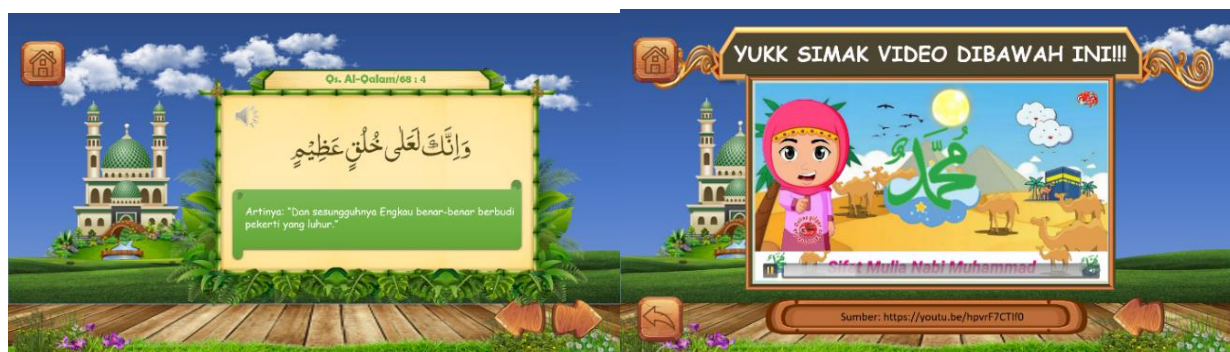 Qs. Al-Qalam/68 : 4
وَاِنَّكَ لَعَلٰى خُلُقٍ عَظِيْمٍ
Artinya: "Dan sesungguhnya Engkau benar-benar berbudi
pekerti yang luhur."
YUKK SIMAK VIDEO DIBAWAH INI!!!
مُحَمَّدٌ
Sifat Mulia Nabi Muhammad
Sumber: https://youtu.be/hpvrF7CTIf0